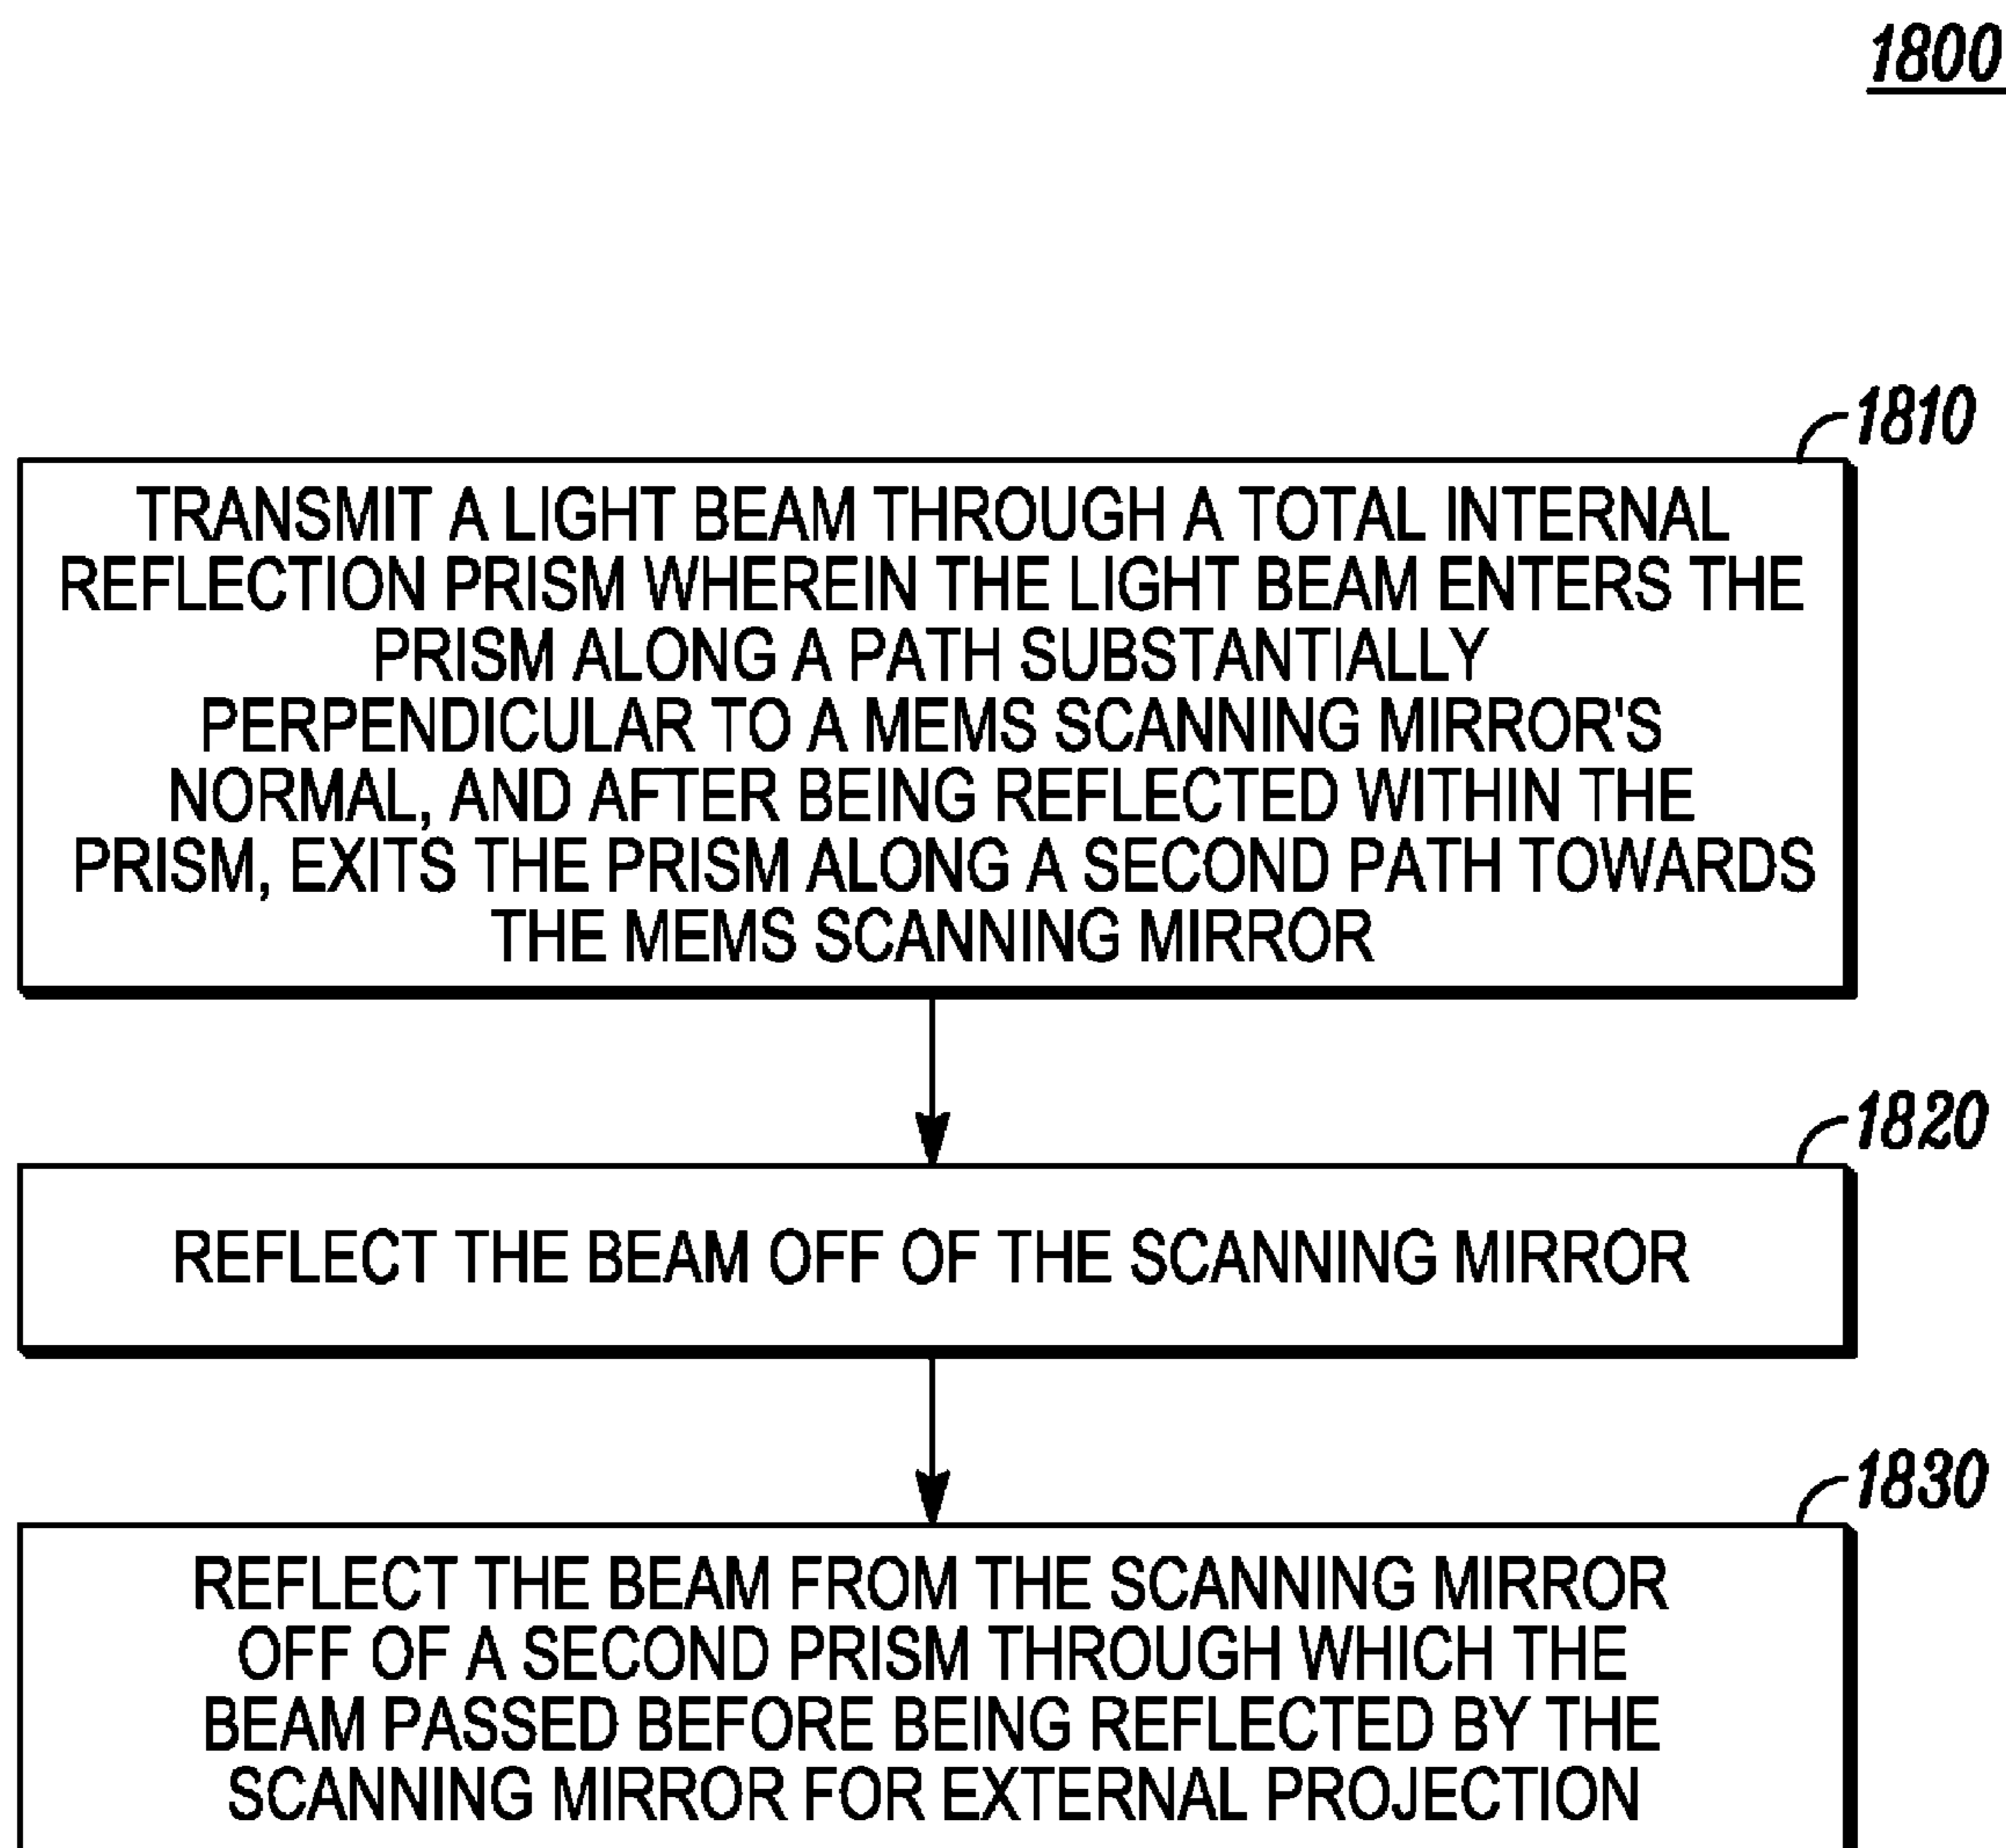 1800
1810
TRANSMIT A LIGHT BEAM THROUGH A TOTAL INTERNAL
REFLECTION PRISM WHEREIN THE LIGHT BEAM ENTERS THE
PRISM ALONG A PATH SUBSTANTIALLY
PERPENDICULAR TO A MEMS SCANNING MIRROR'S
NORMAL, AND AFTER BEING REFLECTED WITHIN THE
PRISM, EXITS THE PRISM ALONG A SECOND PATH TOWARDS
THE MEMS SCANNING MIRROR
1820
REFLECT THE BEAM OFF OF THE SCANNING MIRROR
1830
REFLECT THE BEAM FROM THE SCANNING MIRROR
OFF OF A SECOND PRISM THROUGH WHICH THE
BEAM PASSED BEFORE BEING REFLECTED BY THE
SCANNING MIRROR FOR EXTERNAL PROJECTION